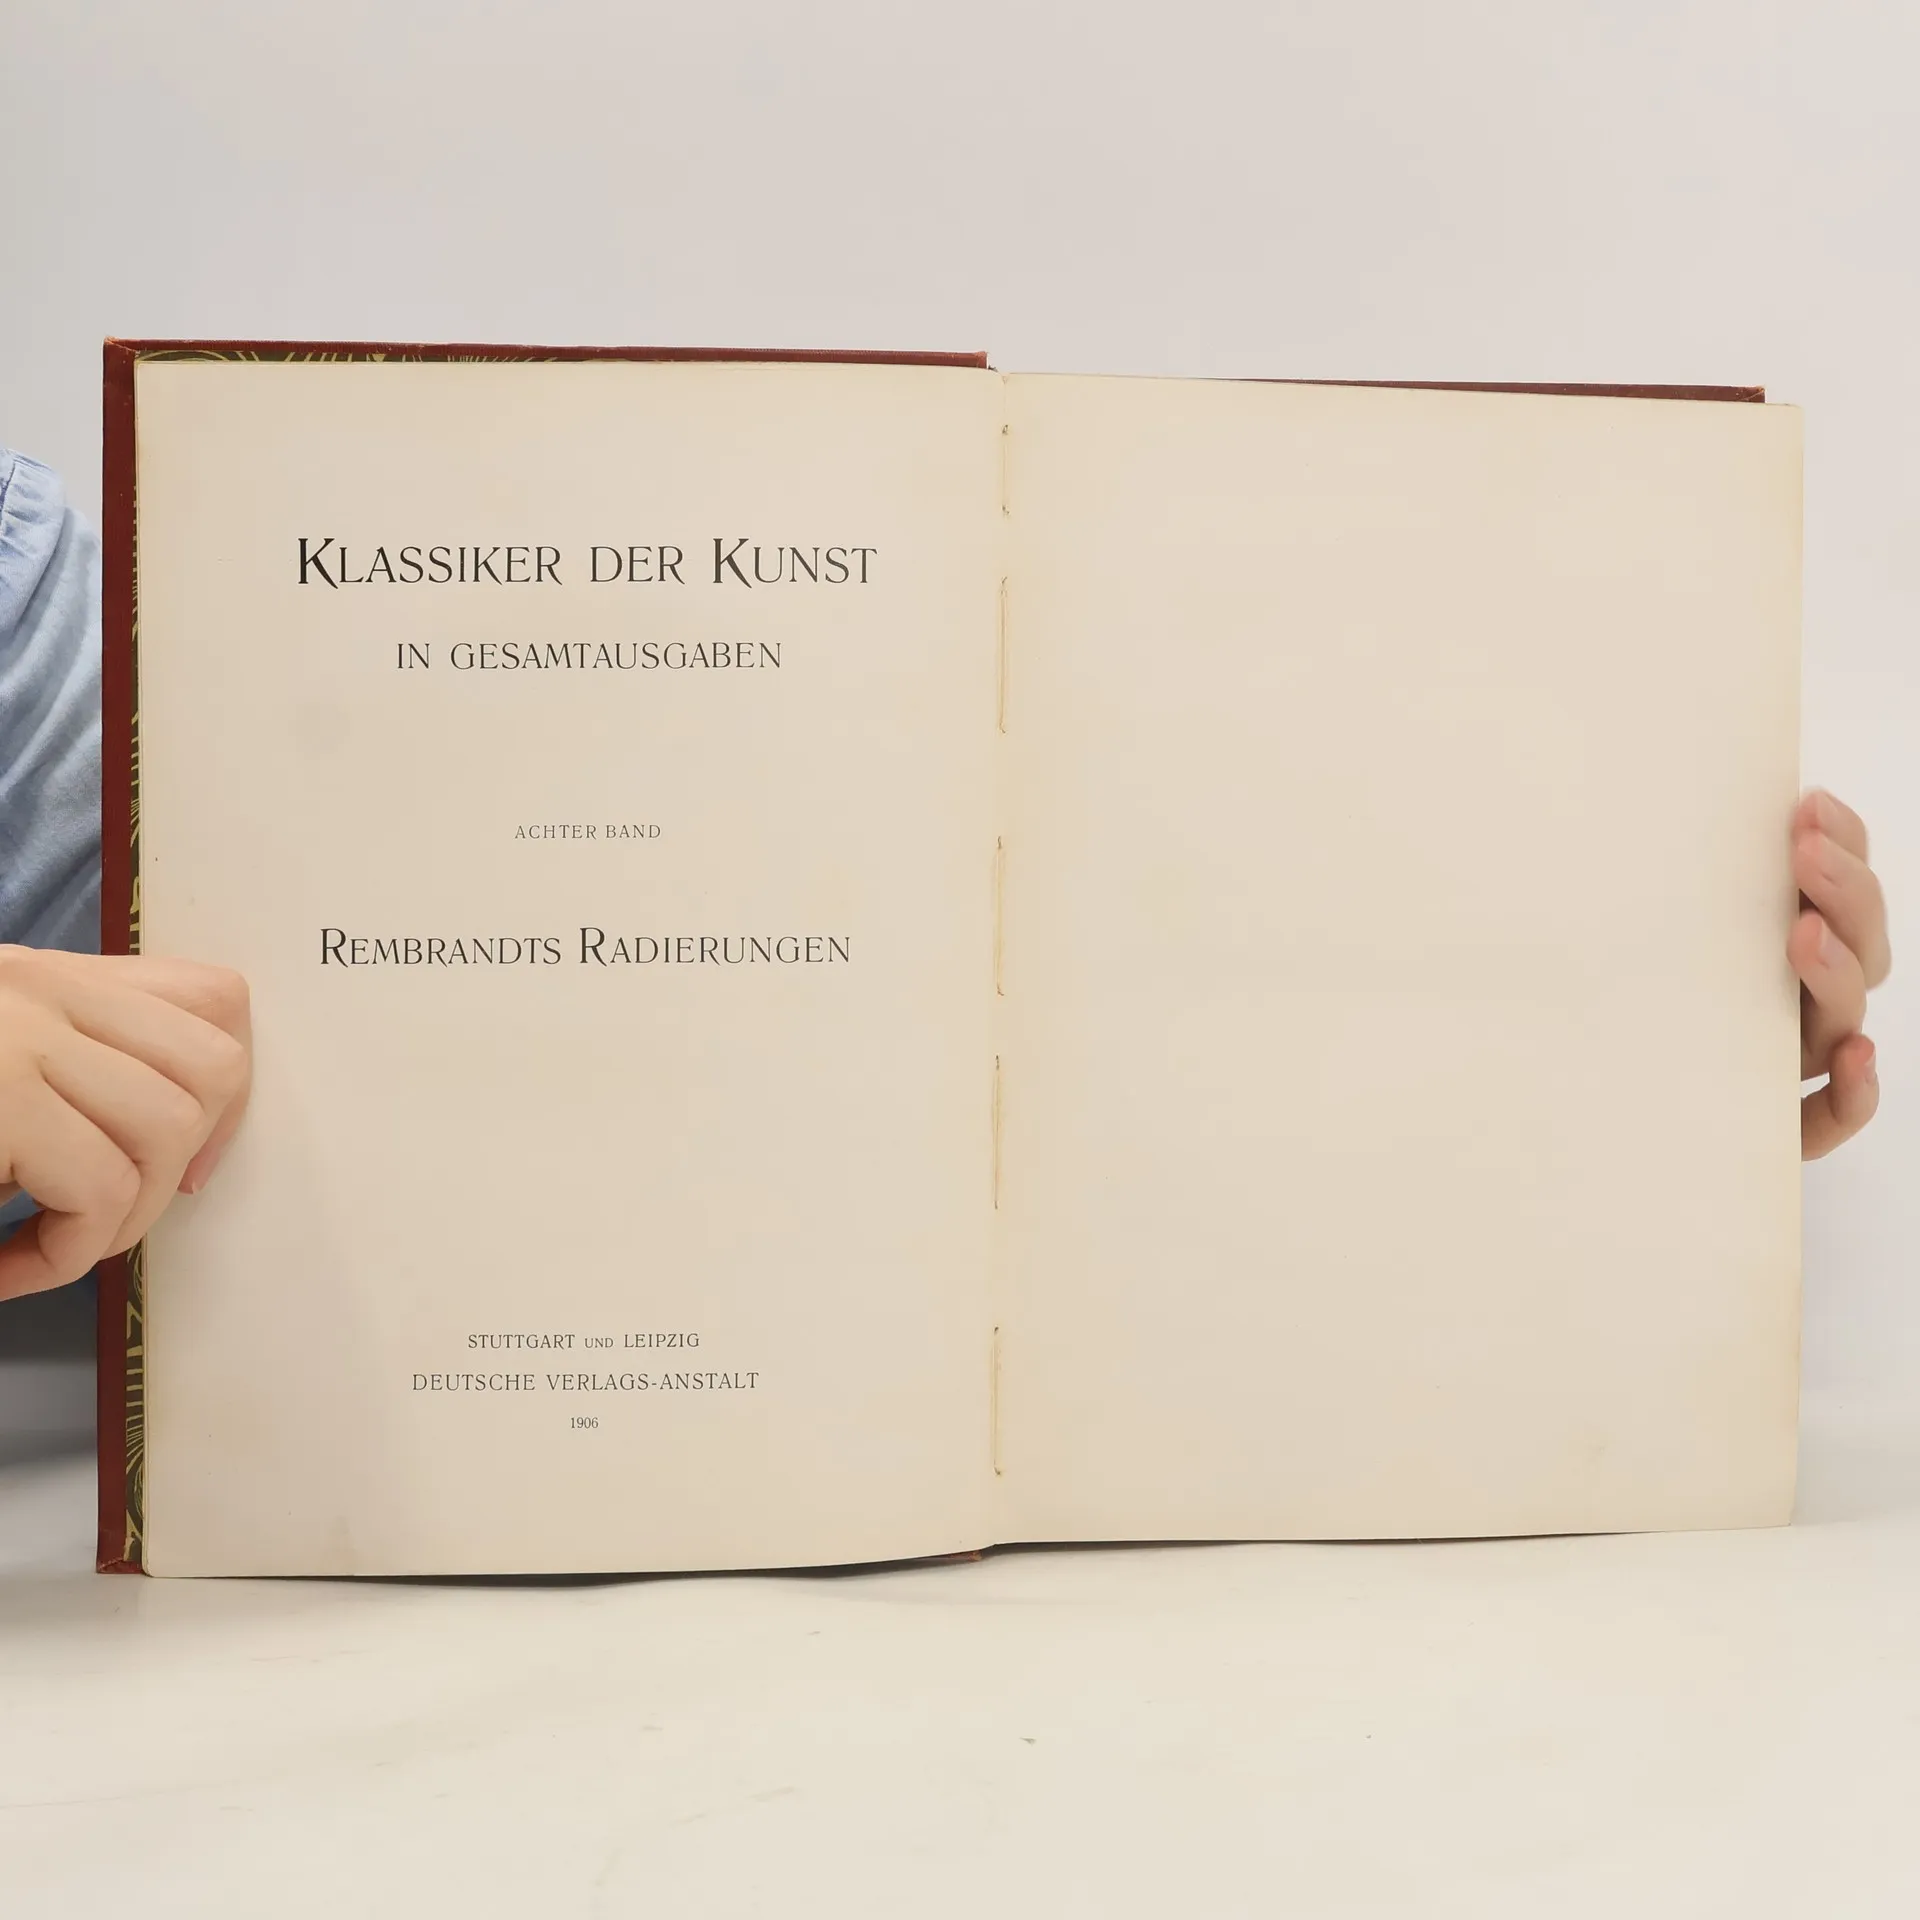 KLASSIKER DER KUNST
IN GESAMTAUSGABEN
ACHTER BAND
REMBRANDTS RADIERUNGEN
STUTTGART UND LEIPZIG
DEUTSCHE VERLAGS-ANSTALT
1906